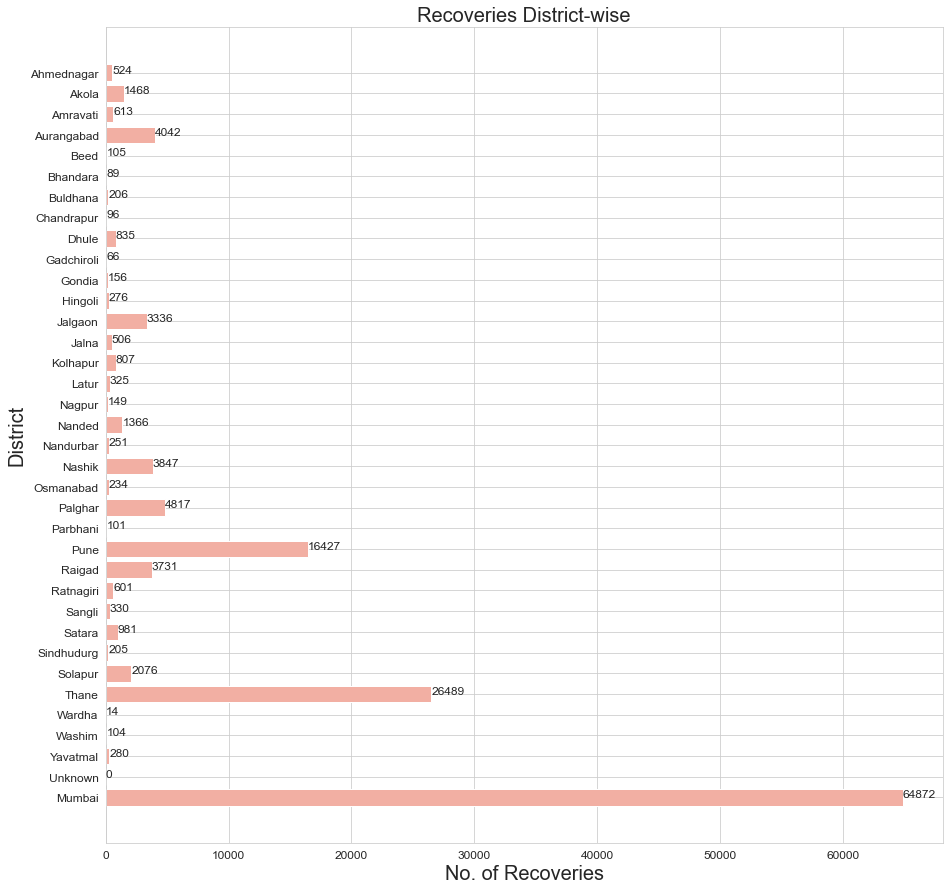 Recoveries District-wise
Ahmednagar 524
Akola 1468
Amravati 613
Aurangabad 4042
Beed 105
Bhandara 89
Buldhana 206
Chandrapur 96
Dhule 835
Gadchiroli 66
Gondia 156
Hingoli 276
Jalgaon 3336
Jalna 506
Kolhapur 807
Latur 325
Nagpur 149
Nanded 1366
Nandurbar 251
Nashik 3847
Osmanabad 234
Palghar 4817
Parbhani 101
Pune 16427
Raigad 3731
Ratnagiri 601
Sangli 330
Satara 981
Sindhudurg 205
Solapur 2076
Thane 26489
Wardha 14
Washim 104
Yavatmal 280
Unknown 0
Mumbai 64872
District
0 10000 20000 30000 40000 50000 60000
No. of Recoveries